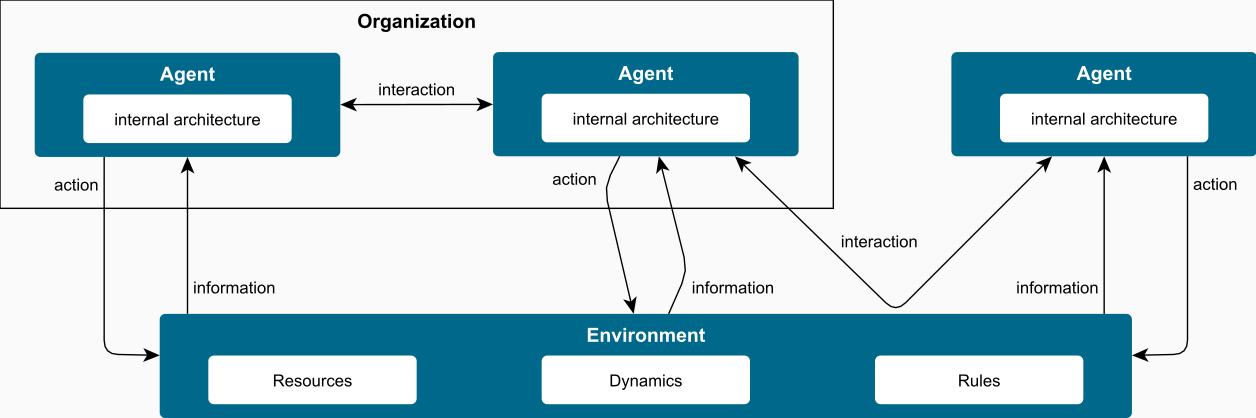 Organization
Agent
internal architecture
interaction
Agent
internal architecture
Agent
internal architecture
action
action
action
interaction
information
information
information
Environment
Resources
Dynamics
Rules